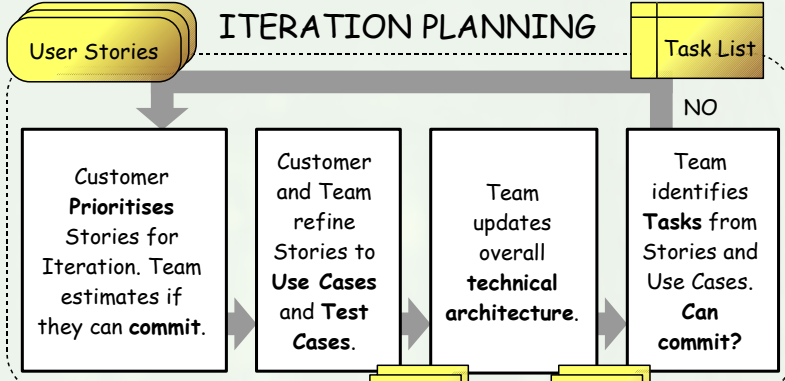 ITERATION PLANNING
User Stories
Task List
NO
Customer
Prioritises
Stories for
Iteration. Team
estimates if
they can commit.
Customer
and Team
refine
Stories to
Use Cases
and Test
Cases.
Team
updates
overall
technical
architecture.
Team
identifies
Tasks from
Stories and
Use Cases.
Can
commit?